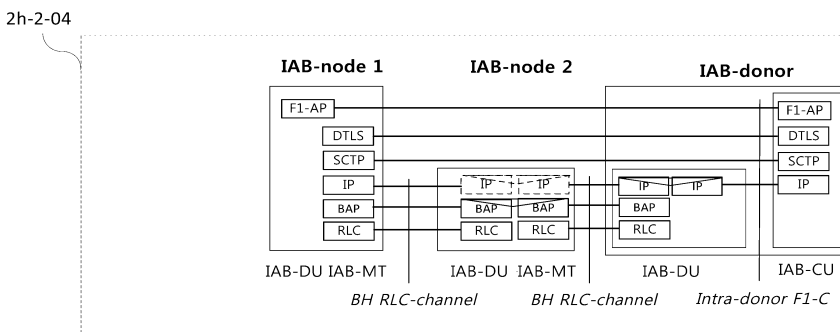 2h-2-04
IAB-node 1 IAB-node 2 IAB-donor
F1-AP F1-AP
DTLS DTLS
SCTP SCTP
IP IP IP IP IP IP
BAP BAP BAP BAP
RLC RLC RLC RLC
IAB-DU IAB-MT IAB-DU IAB-MT IAB-DU IAB-CU
BH RLC-channel BH RLC-channel Intra-donor F1-C